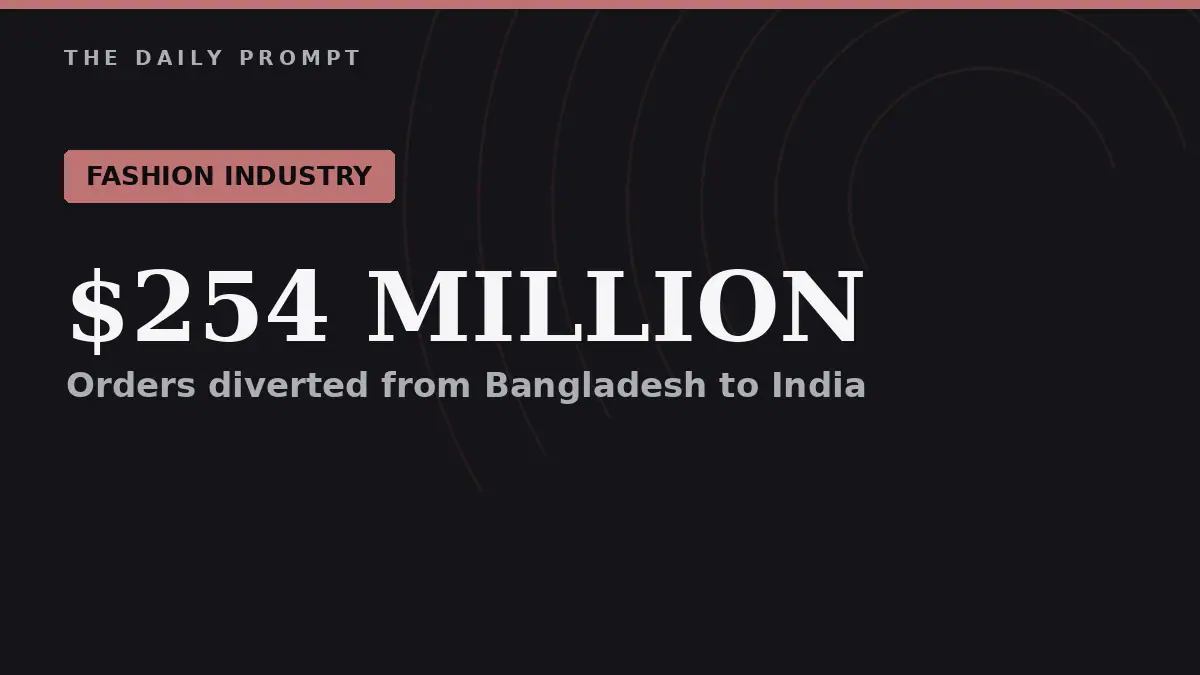 THE DAILY PROMPT
FASHION INDUSTRY
$254 MILLION
Orders diverted from Bangladesh to India